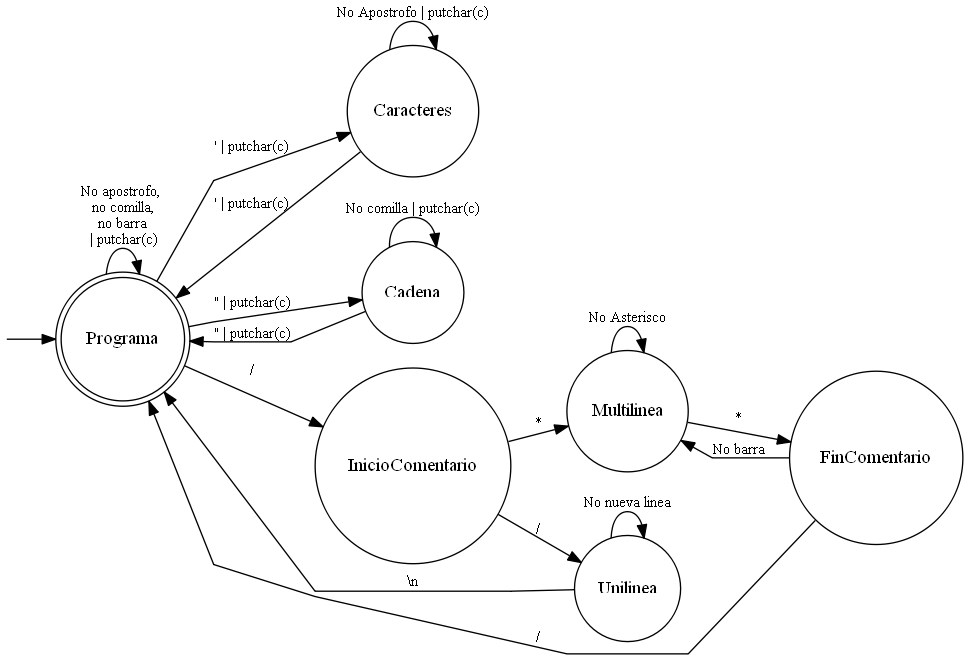 No Apostrofo | putchar(c)
Caracteres
' | putchar(c)
' | putchar(c)
No apostrofo,
no comilla,
no barra
| putchar(c)
No comilla | putchar(c)
Cadena
" | putchar(c)
" | putchar(c)
Programa
/
No Asterisco
Multilinea
*
*
No barra
FinComentario
InicioComentario
No nueva linea
/
Unilinea
\n
/